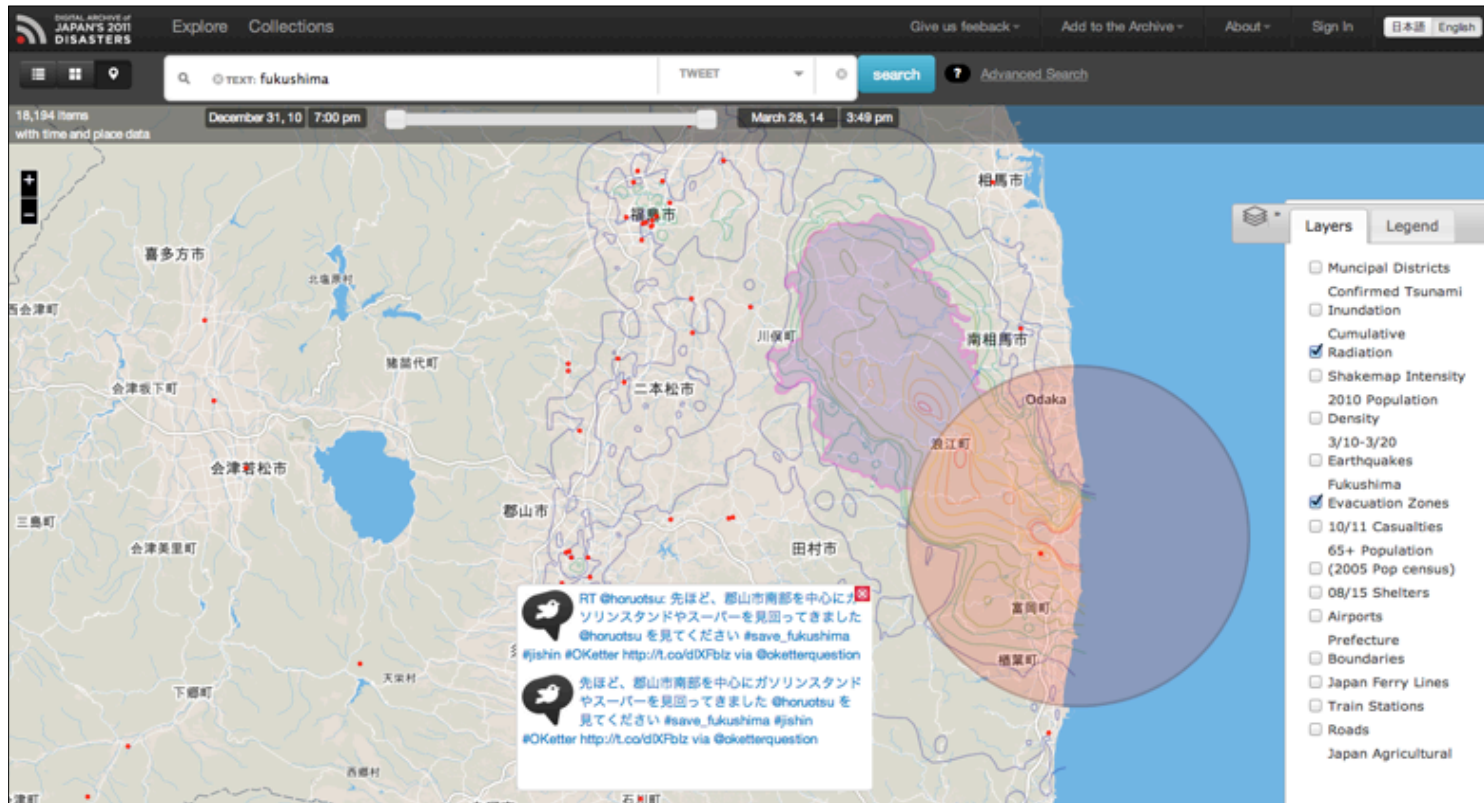 DIGITAL ARCHIVE of
JAPAN'S 2011
DISASTERS
Explore
Collections
Give us feeback
Add to the Archive
About
Sign In
日本語
English
TEXT: fukushima
TWEET
search
?
Advanced Search
18,194 items
with time and place data
December 31, 10
7:00 pm
March 28, 14
3:49 pm
+
−
相馬市
福島市
喜多方市
北塩原村
西会津町
川俣町
南相馬市
猪苗代町
会津坂下町
二本松市
Odaka
浪江町
会津若松市
郡山市
三島町
会津美里町
田村市
富岡町
楢葉町
天栄村
下郷町
西郷村
石川町
津町
Layers
Legend
Muncipal Districts
Confirmed Tsunami
Inundation
Cumulative
Radiation
Shakemap Intensity
2010 Population
Density
3/10-3/20
Earthquakes
Fukushima
Evacuation Zones
10/11 Casualties
65+ Population
(2005 Pop census)
08/15 Shelters
Airports
Prefecture
Boundaries
Japan Ferry Lines
Train Stations
Roads
Japan Agricultural
RT @horuotsu: 先ほど、郡山市南部を中心にガ
ソリンスタンドやスーパーを見回ってきました
@horuotsu を見てください #save_fukushima
#jishin #OKetter http://t.co/dIXFblz via @oketterquestion
先ほど、郡山市南部を中心にガソリンスタンド
やスーパーを見回ってきました @horuotsu を
見てください #save_fukushima #jishin
#OKetter http://t.co/dIXFblz via @oketterquestion